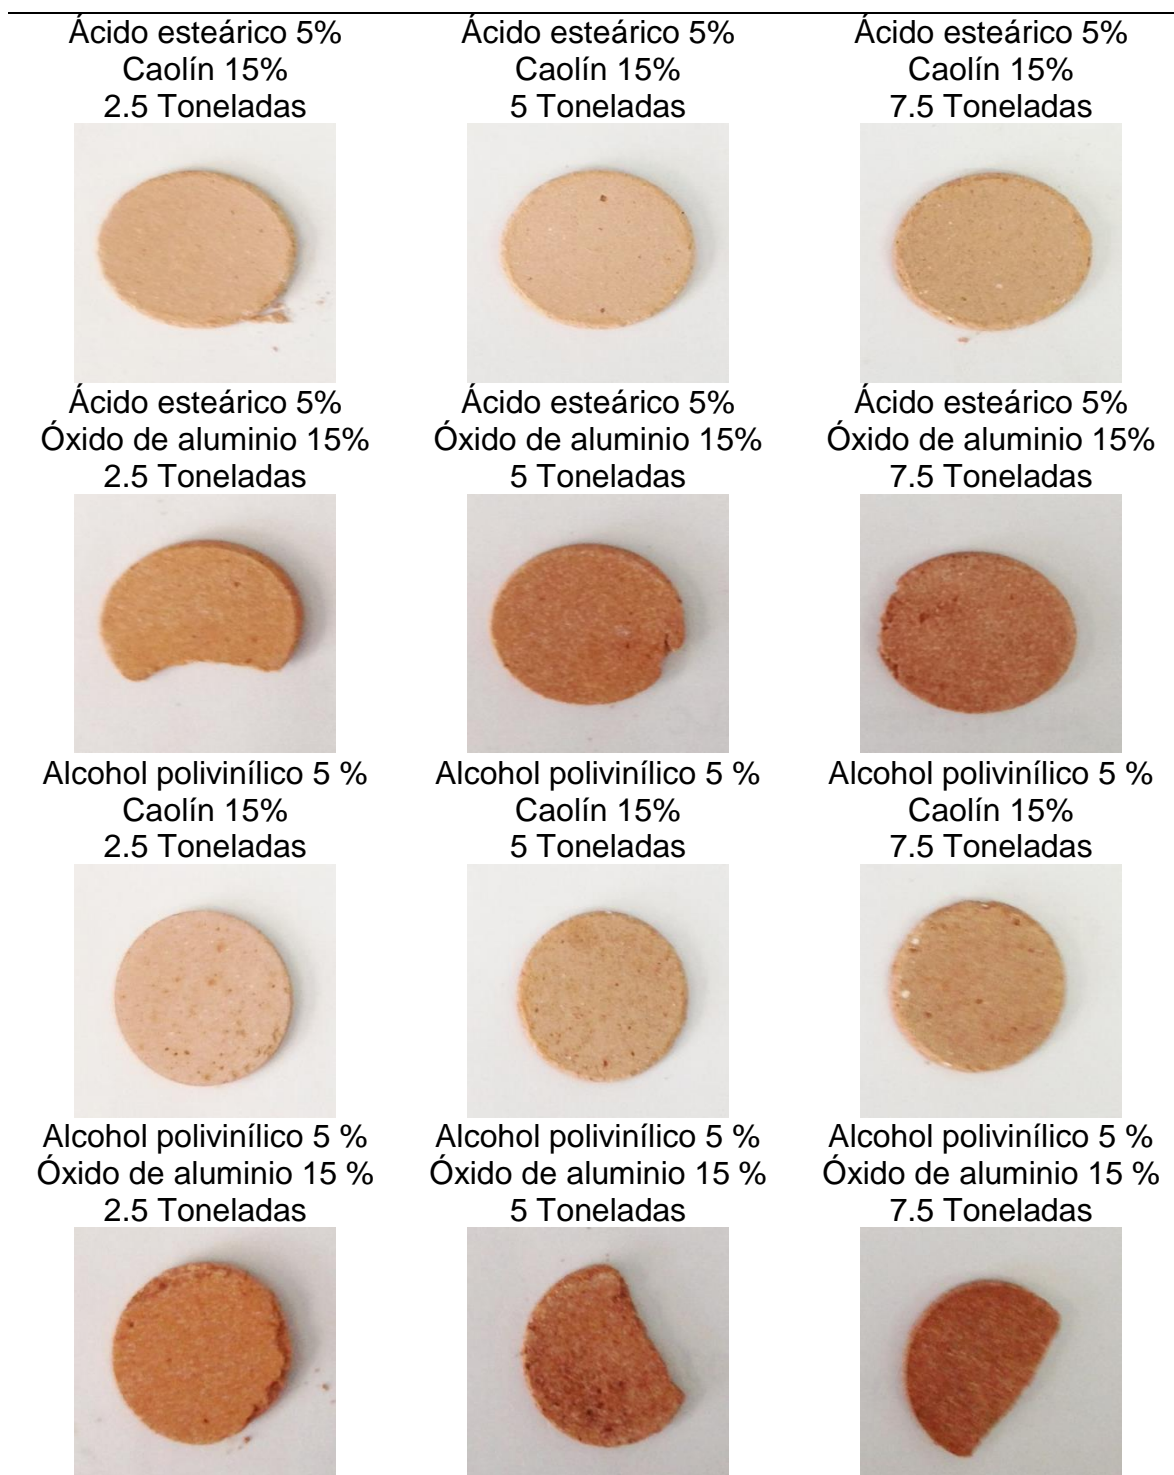 Ácido esteárico 5%
Caolín 15%
2.5 Toneladas
Ácido esteárico 5%
Caolín 15%
5 Toneladas
Ácido esteárico 5%
Caolín 15%
7.5 Toneladas
Ácido esteárico 5%
Óxido de aluminio 15%
2.5 Toneladas
Ácido esteárico 5%
Óxido de aluminio 15%
5 Toneladas
Ácido esteárico 5%
Óxido de aluminio 15%
7.5 Toneladas
Alcohol polivinílico 5 %
Caolín 15%
2.5 Toneladas
Alcohol polivinílico 5 %
Caolín 15%
5 Toneladas
Alcohol polivinílico 5 %
Caolín 15%
7.5 Toneladas
Alcohol polivinílico 5 %
Óxido de aluminio 15 %
2.5 Toneladas
Alcohol polivinílico 5 %
Óxido de aluminio 15 %
5 Toneladas
Alcohol polivinílico 5 %
Óxido de aluminio 15 %
7.5 Toneladas